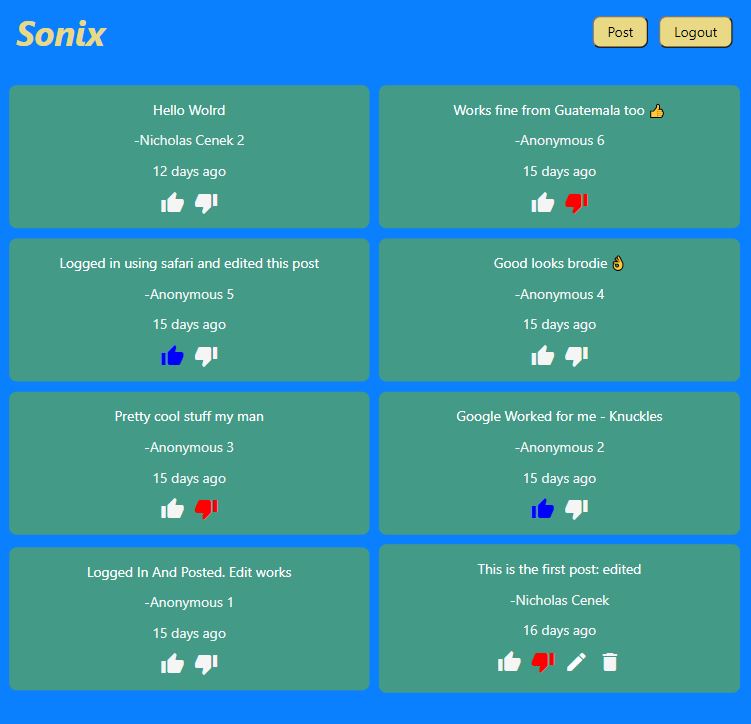 Sonix
Post
Logout
Hello Wolrd
-Nicholas Cenek 2
12 days ago
Works fine from Guatemala too 👍
-Anonymous 6
15 days ago
Logged in using safari and edited this post
-Anonymous 5
15 days ago
Good looks brodie 👌
-Anonymous 4
15 days ago
Pretty cool stuff my man
-Anonymous 3
15 days ago
Google Worked for me - Knuckles
-Anonymous 2
15 days ago
Logged In And Posted. Edit works
-Anonymous 1
15 days ago
This is the first post: edited
-Nicholas Cenek
16 days ago